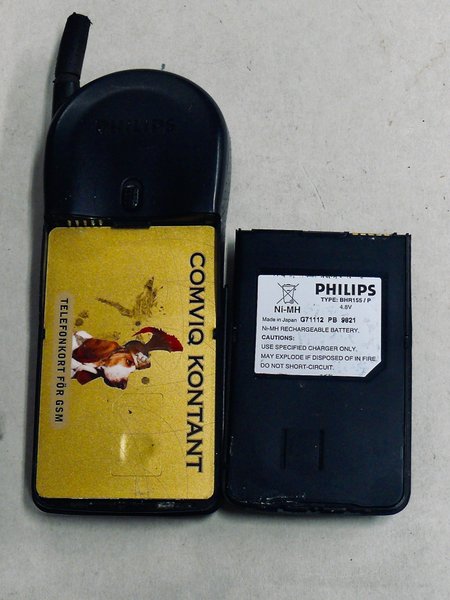 PHILIPS
COMVIQ KONTANT
TELEFONKORT FÖR GSM
PHILIPS
TYPE: BHR155 / P
4.8V
Ni-MH
Made in Japan G71112 PB 9821
Ni-MH RECHARGEABLE BATTERY.
CAUTIONS:
USE SPECIFIED CHARGER ONLY.
MAY EXPLODE IF DISPOSED OF IN FIRE.
DO NOT SHORT-CIRCUIT.